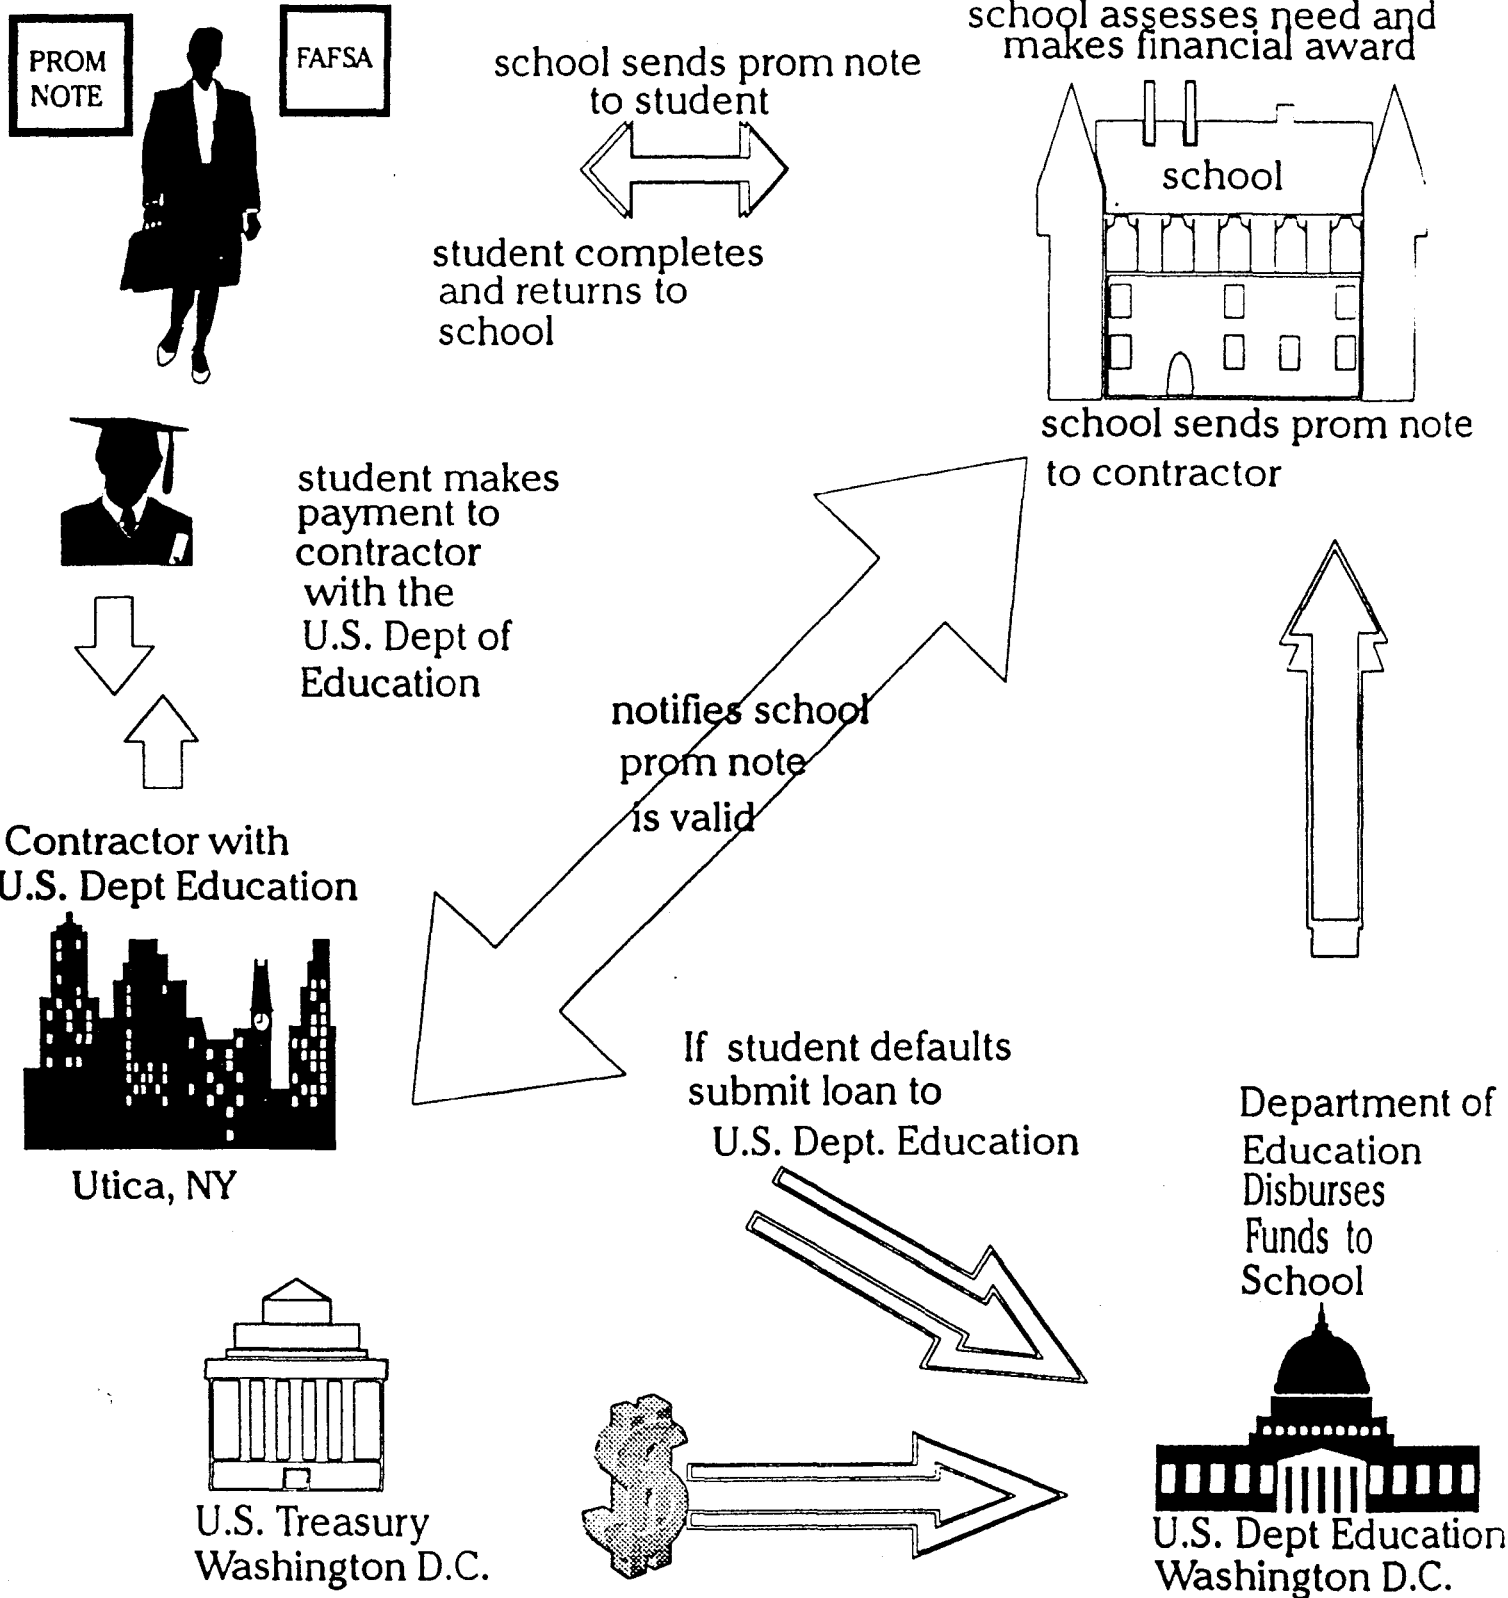 PROM
NOTE
FAFSA
school sends prom note
to student
student completes
and returns to
school
school assesses need and
makes financial award
school
school sends prom note
to contractor
student makes
payment to
contractor
with the
U.S. Dept of
Education
notifies school
prom note
is valid
Contractor with
U.S. Dept Education
Utica, NY
If student defaults
submit loan to
U.S. Dept. Education
Department of
Education
Disburses
Funds to
School
U.S. Treasury
Washington D.C.
$
U.S. Dept Education
Washington D.C.